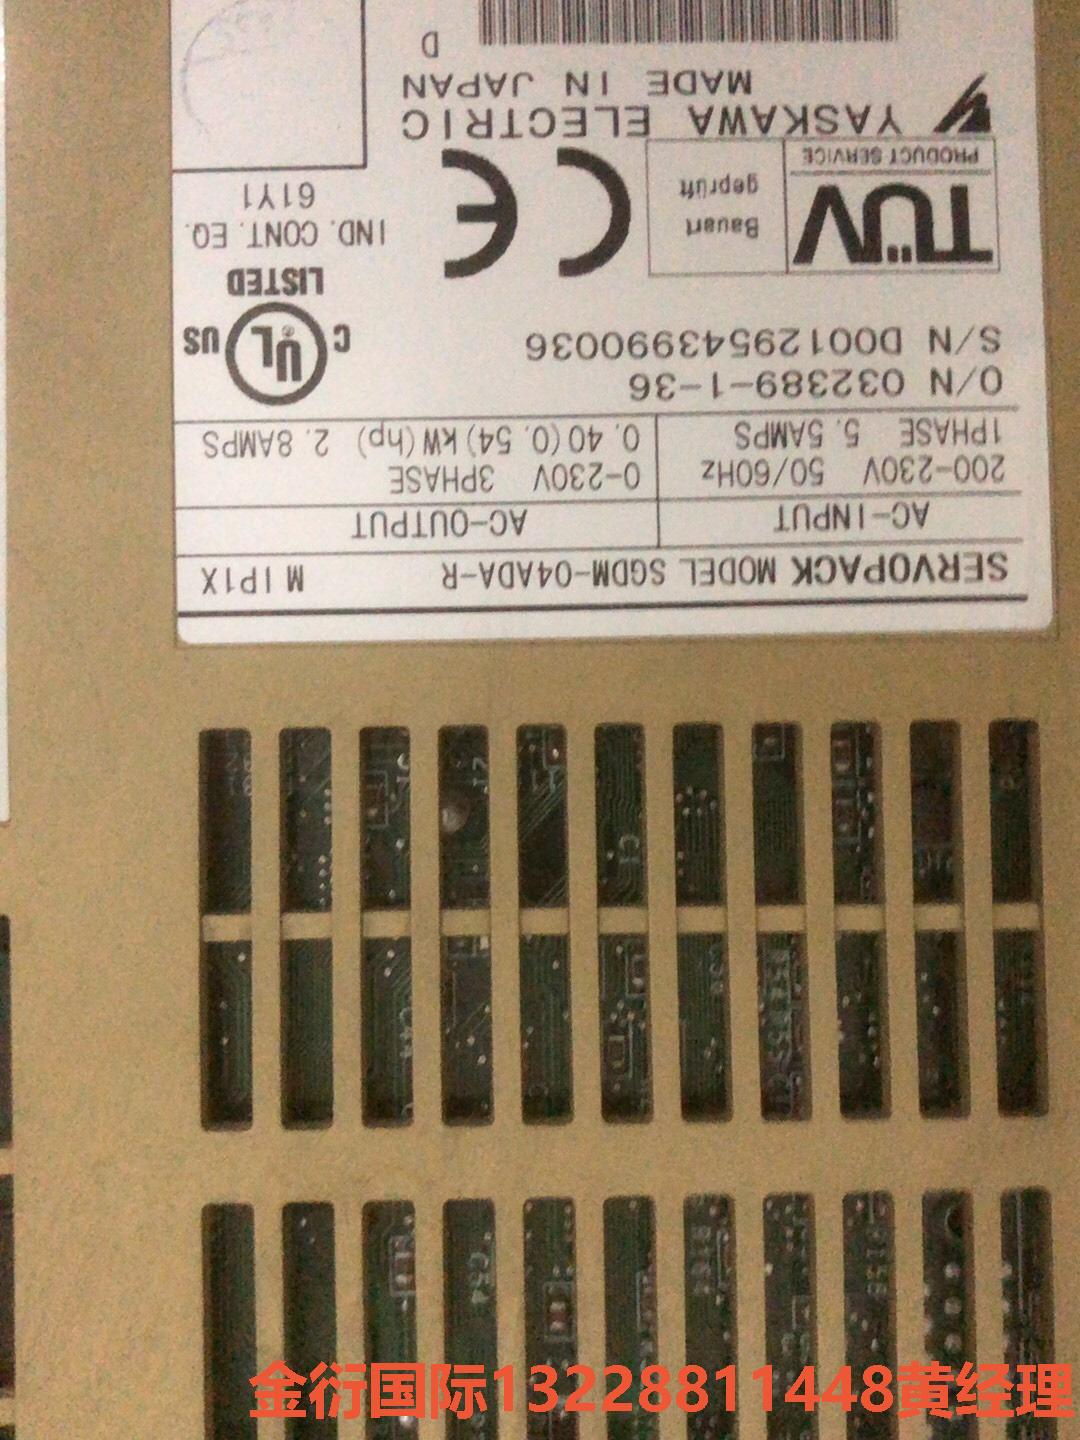 SERVOPACK MODEL SGDM-04ADA-R M IP1X
AC-INPUT AC-OUTPUT
200-230V 50/60Hz 0-230V 3PHASE
1PHASE 5.5AMPS 0.40(0.54)kW(hp) 2.8AMPS
O/N 032389-1-36
S/N D00129543990036
C UL US
LISTED
IND. CONT. EQ.
61Y1
TÜV
PRODUCT SERVICE
Bauart
geprüft
CE
YASKAWA ELECTRIC
MADE IN JAPAN
D
C54
金衍国际13228811448黄经理